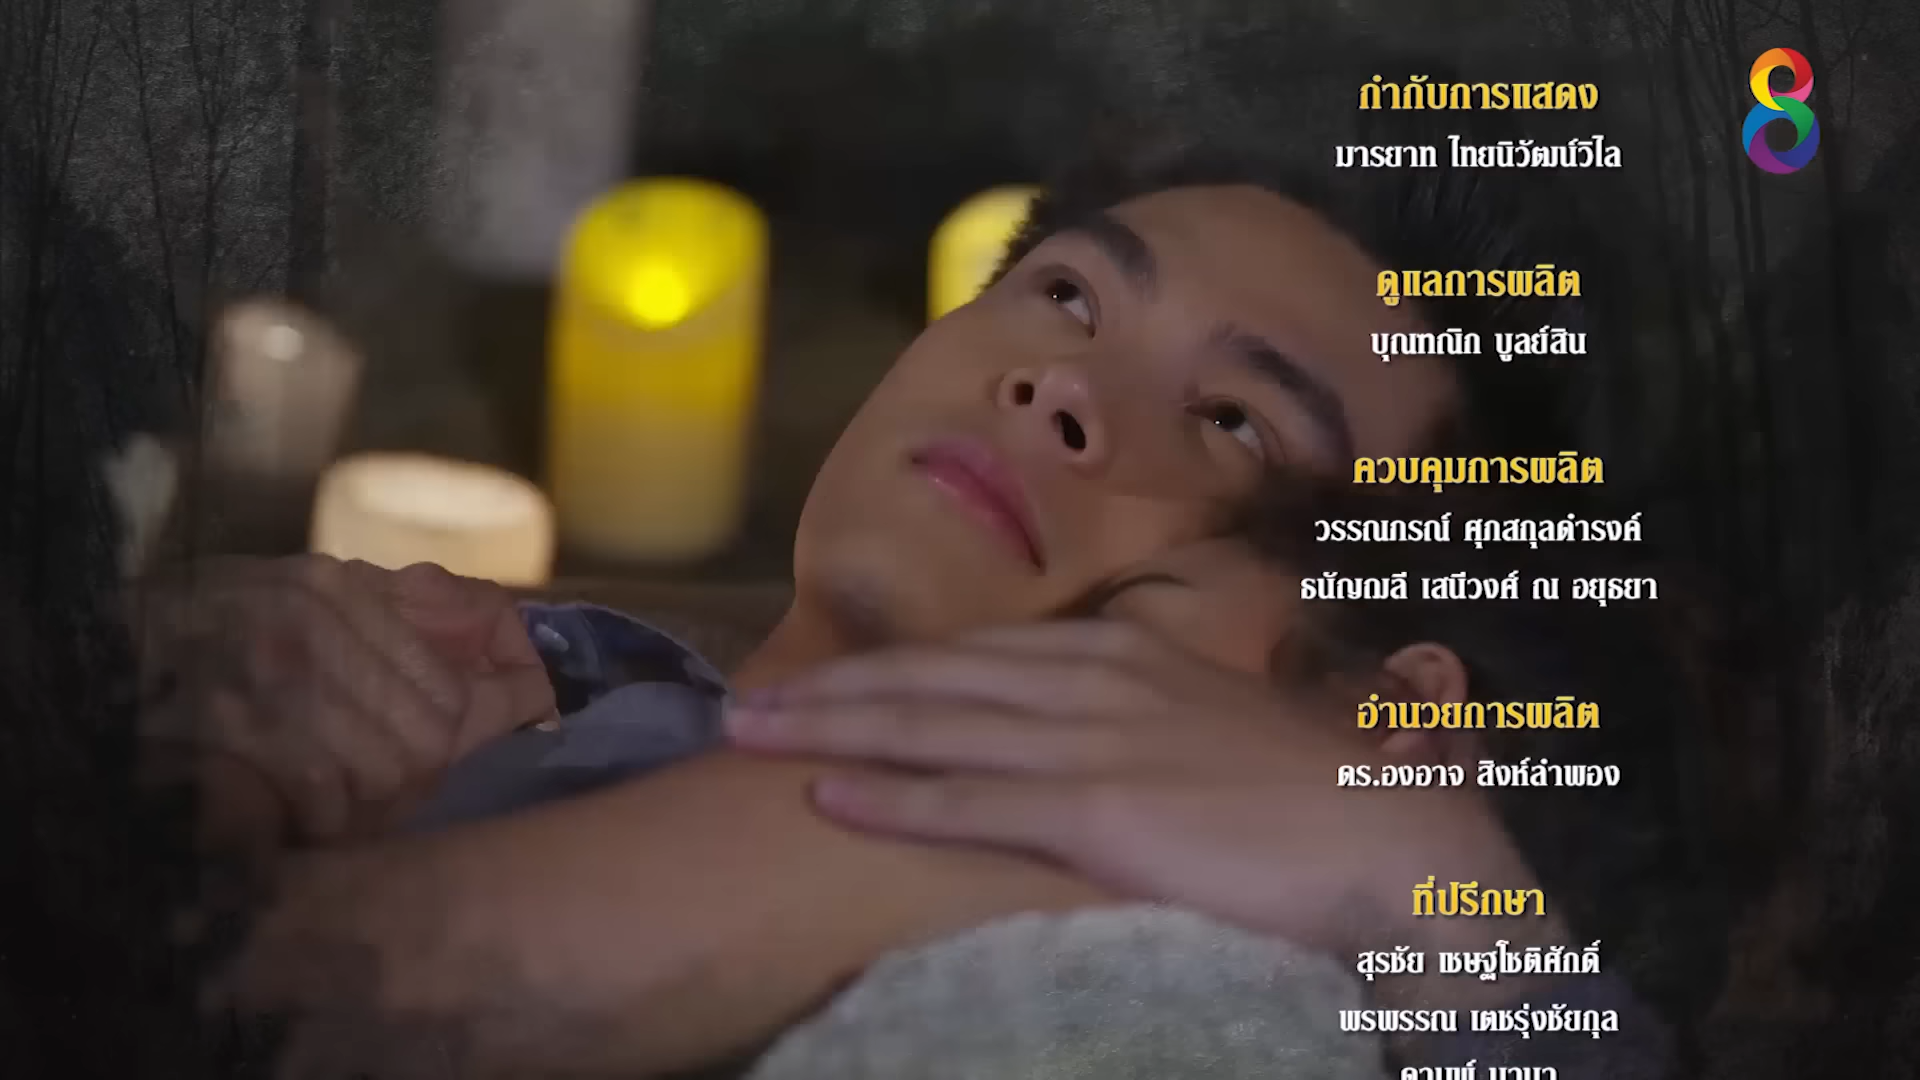 กำกับการแสดง
มารยาท ไทยนิวัฒน์วิไล
ดูแลการผลิต
บุณฑณิก บูลย์สิน
ควบคุมการผลิต
วรรณกรณ์ ศุภสกุลดำรงค์
ธนัญฌลี เสนีวงศ์ ณ อยุธยา
อำนวยการผลิต
ดร.องอาจ สิงห์ลำพอง
ที่ปรึกษา
สุรชัย เชษฐโชติศักดิ์
พรพรรณ เตชรุ่งชัยกุล